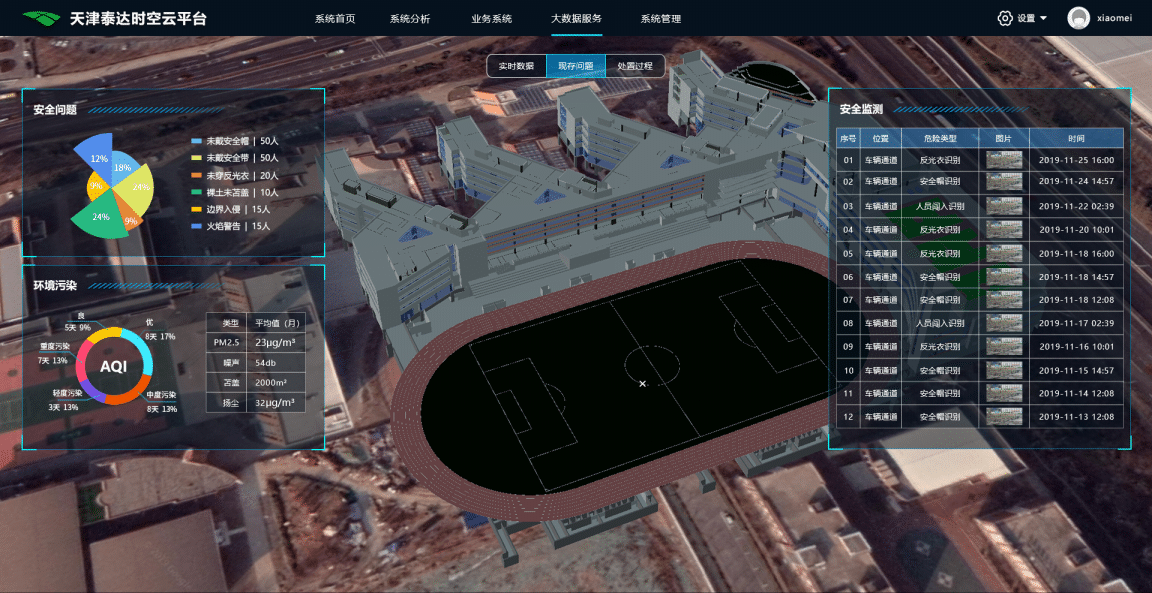 天津泰达时空云平台
系统首页 系统分析 业务系统 大数据服务 系统管理
设置 xiaomei
实时数据 现存问题 处置过程
安全问题
12%
18%
24%
9%
24%
9%
未戴安全帽 | 50人
未戴安全带 | 50人
未穿反光衣 | 20人
裸土未苫盖 | 10人
边界入侵 | 15人
火焰警告 | 15人
环境污染
良
5天 9%
优
8天 17%
重度污染
7天 13%
AQI
轻度污染
3天 13%
中度污染
8天 13%
类型 平均值（月）
PM2.5 23μg/m³
噪声 54db
苫盖 2000m²
扬尘 32μg/m³
安全监测
序号 位置 危险类型 图片 时间
01 车辆通道 反光衣识别 2019-11-25 16:00
02 车辆通道 安全帽识别 2019-11-24 14:57
03 车辆通道 人员闯入识别 2019-11-22 02:39
04 车辆通道 反光衣识别 2019-11-20 10:01
05 车辆通道 反光衣识别 2019-11-18 16:00
06 车辆通道 安全帽识别 2019-11-18 14:57
07 车辆通道 安全帽识别 2019-11-18 12:08
08 车辆通道 人员闯入识别 2019-11-17 02:39
09 车辆通道 反光衣识别 2019-11-16 10:01
10 车辆通道 安全帽识别 2019-11-15 14:57
11 车辆通道 安全帽识别 2019-11-14 12:08
12 车辆通道 安全帽识别 2019-11-13 12:08